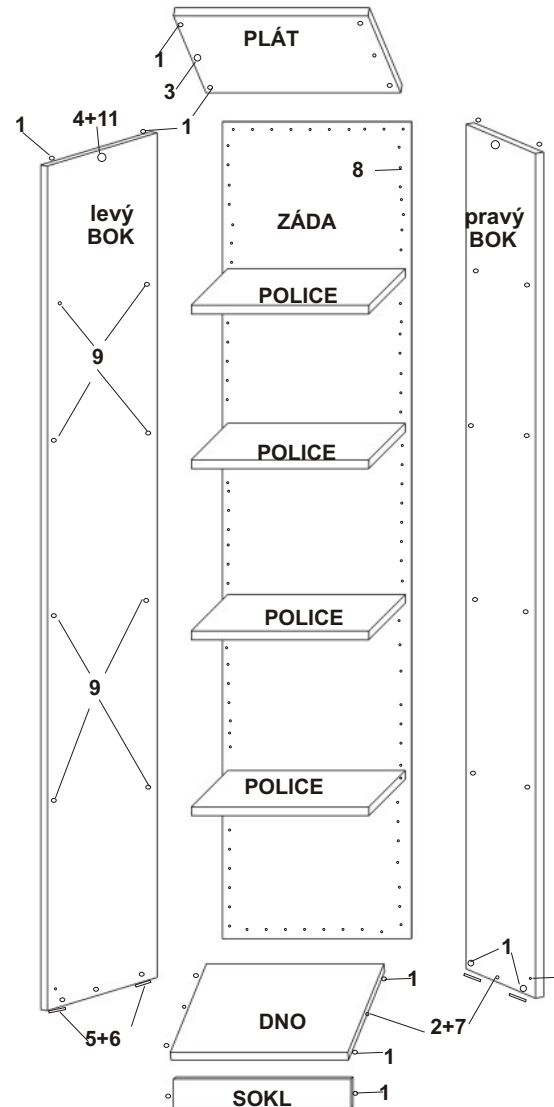 PLÁT
1
3
1
4+11
1
8
levý
BOK
ZÁDA
pravý
BOK
POLICE
9
POLICE
POLICE
9
POLICE
1
1
DNO
2+7
5+6
1
SOKL
1